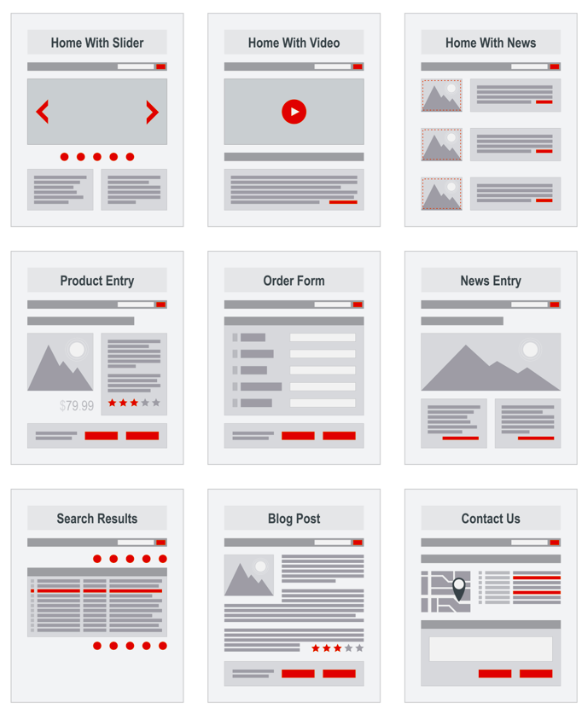 Home With Slider
Home With Video
Home With News
Product Entry
$79.99
Order Form
News Entry
Search Results
Blog Post
Contact Us